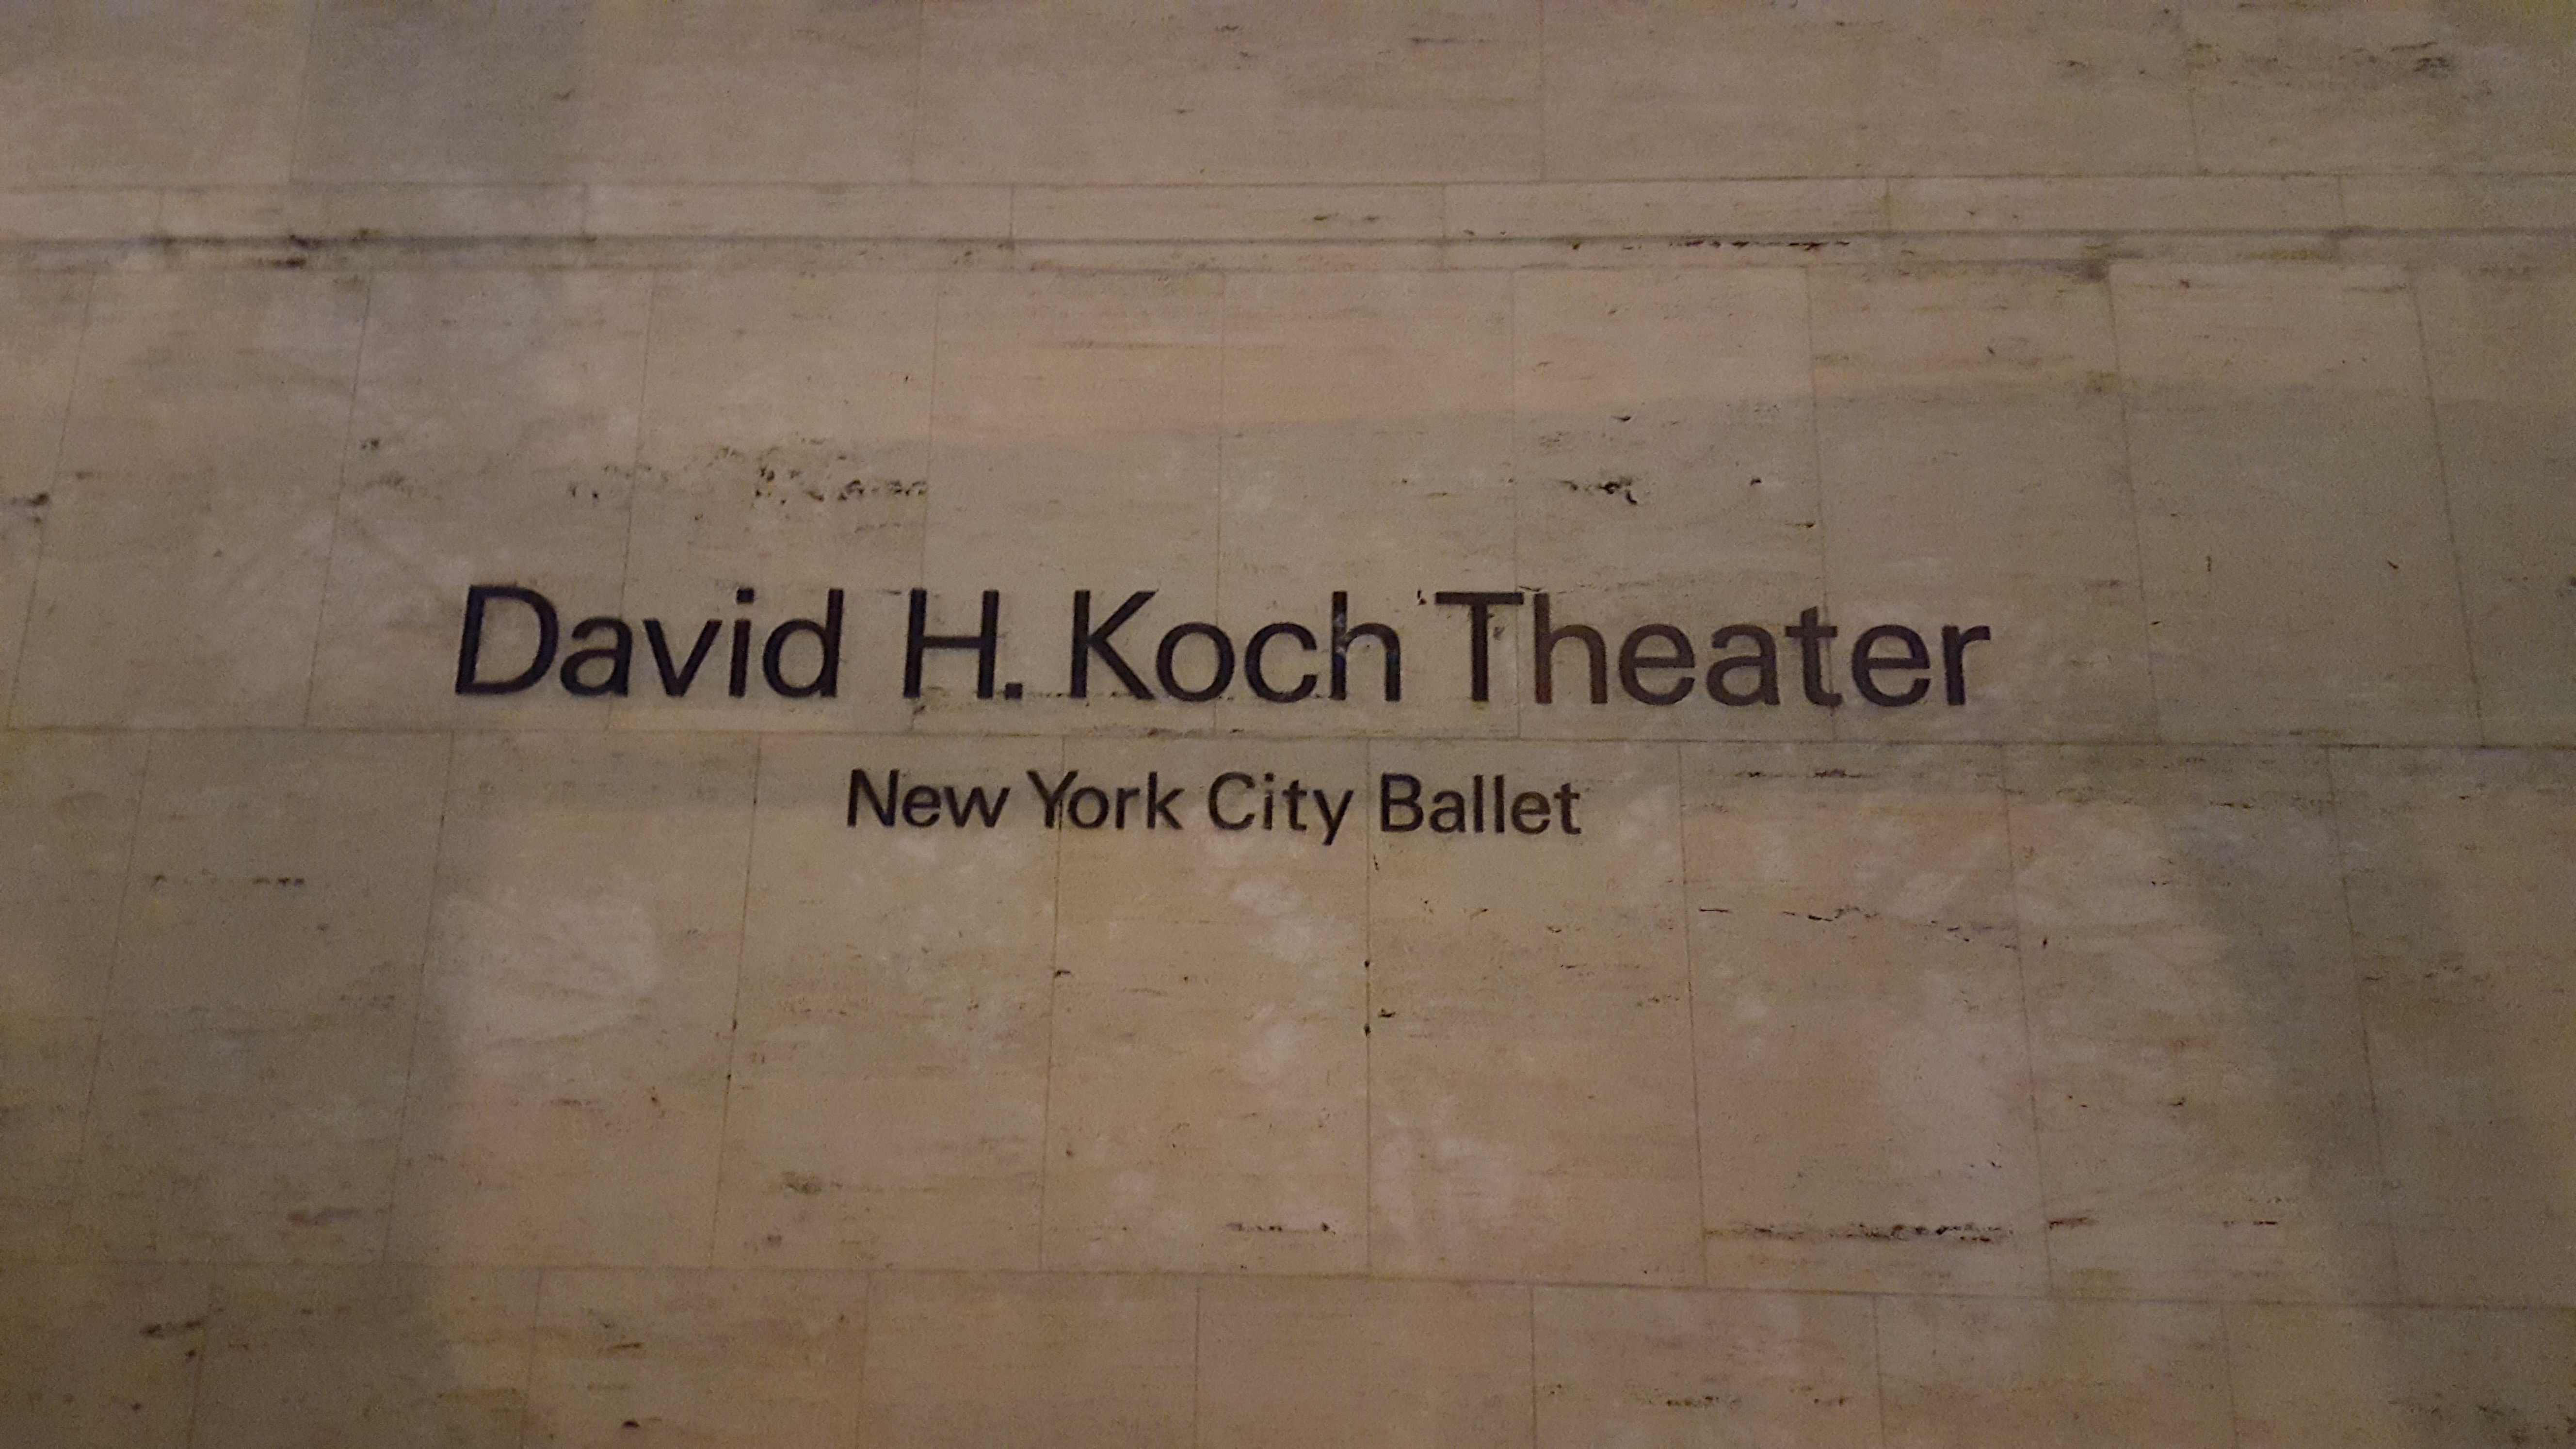 David H. Koch Theater
New York City Ballet